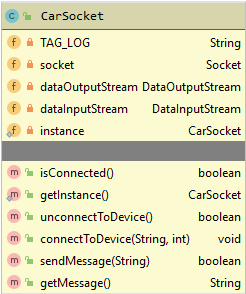 C CarSocket
f TAG_LOG String
f socket Socket
f dataOutputStream DataOutputStream
f dataInputStream DataInputStream
f instance CarSocket
m isConnected() boolean
m getInstance() CarSocket
m unconnectToDevice() boolean
m connectToDevice(String, int) void
m sendMessage(String) boolean
m getMessage() String